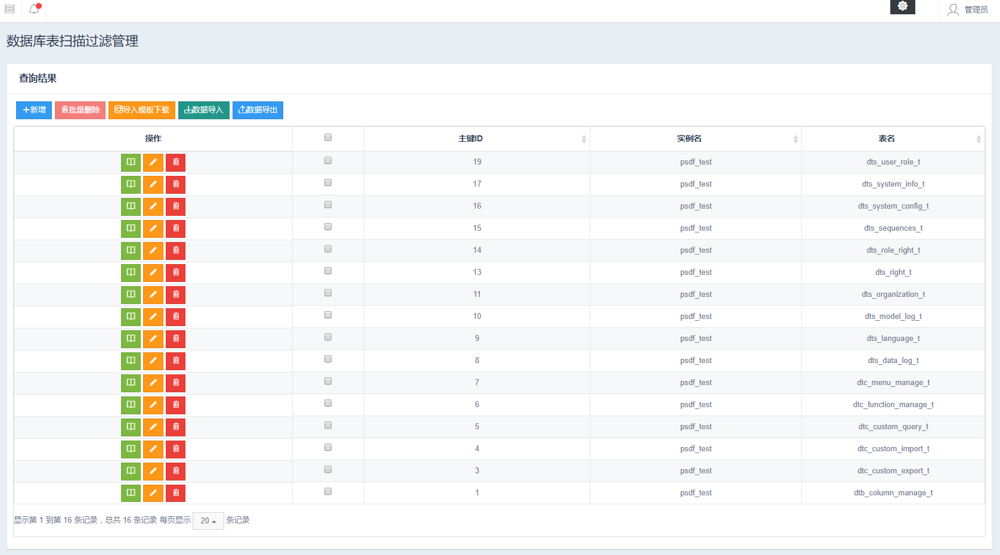 管理员
数据库表扫描过滤管理
查询结果
新增 批量删除 导入模板下载 数据导入 数据导出
操作 主键ID 实例名 表名
19 psdf_test dts_user_role_t
17 psdf_test dts_system_info_t
16 psdf_test dts_system_config_t
15 psdf_test dts_sequences_t
14 psdf_test dts_role_right_t
13 psdf_test dts_right_t
11 psdf_test dts_organization_t
10 psdf_test dts_model_log_t
9 psdf_test dts_language_t
8 psdf_test dts_data_log_t
7 psdf_test dtc_menu_manage_t
6 psdf_test dtc_function_manage_t
5 psdf_test dtc_custom_query_t
4 psdf_test dtc_custom_import_t
3 psdf_test dtc_custom_export_t
1 psdf_test dtb_column_manage_t
显示第 1 到第 16 条记录，总共 16 条记录 每页显示 20 条记录